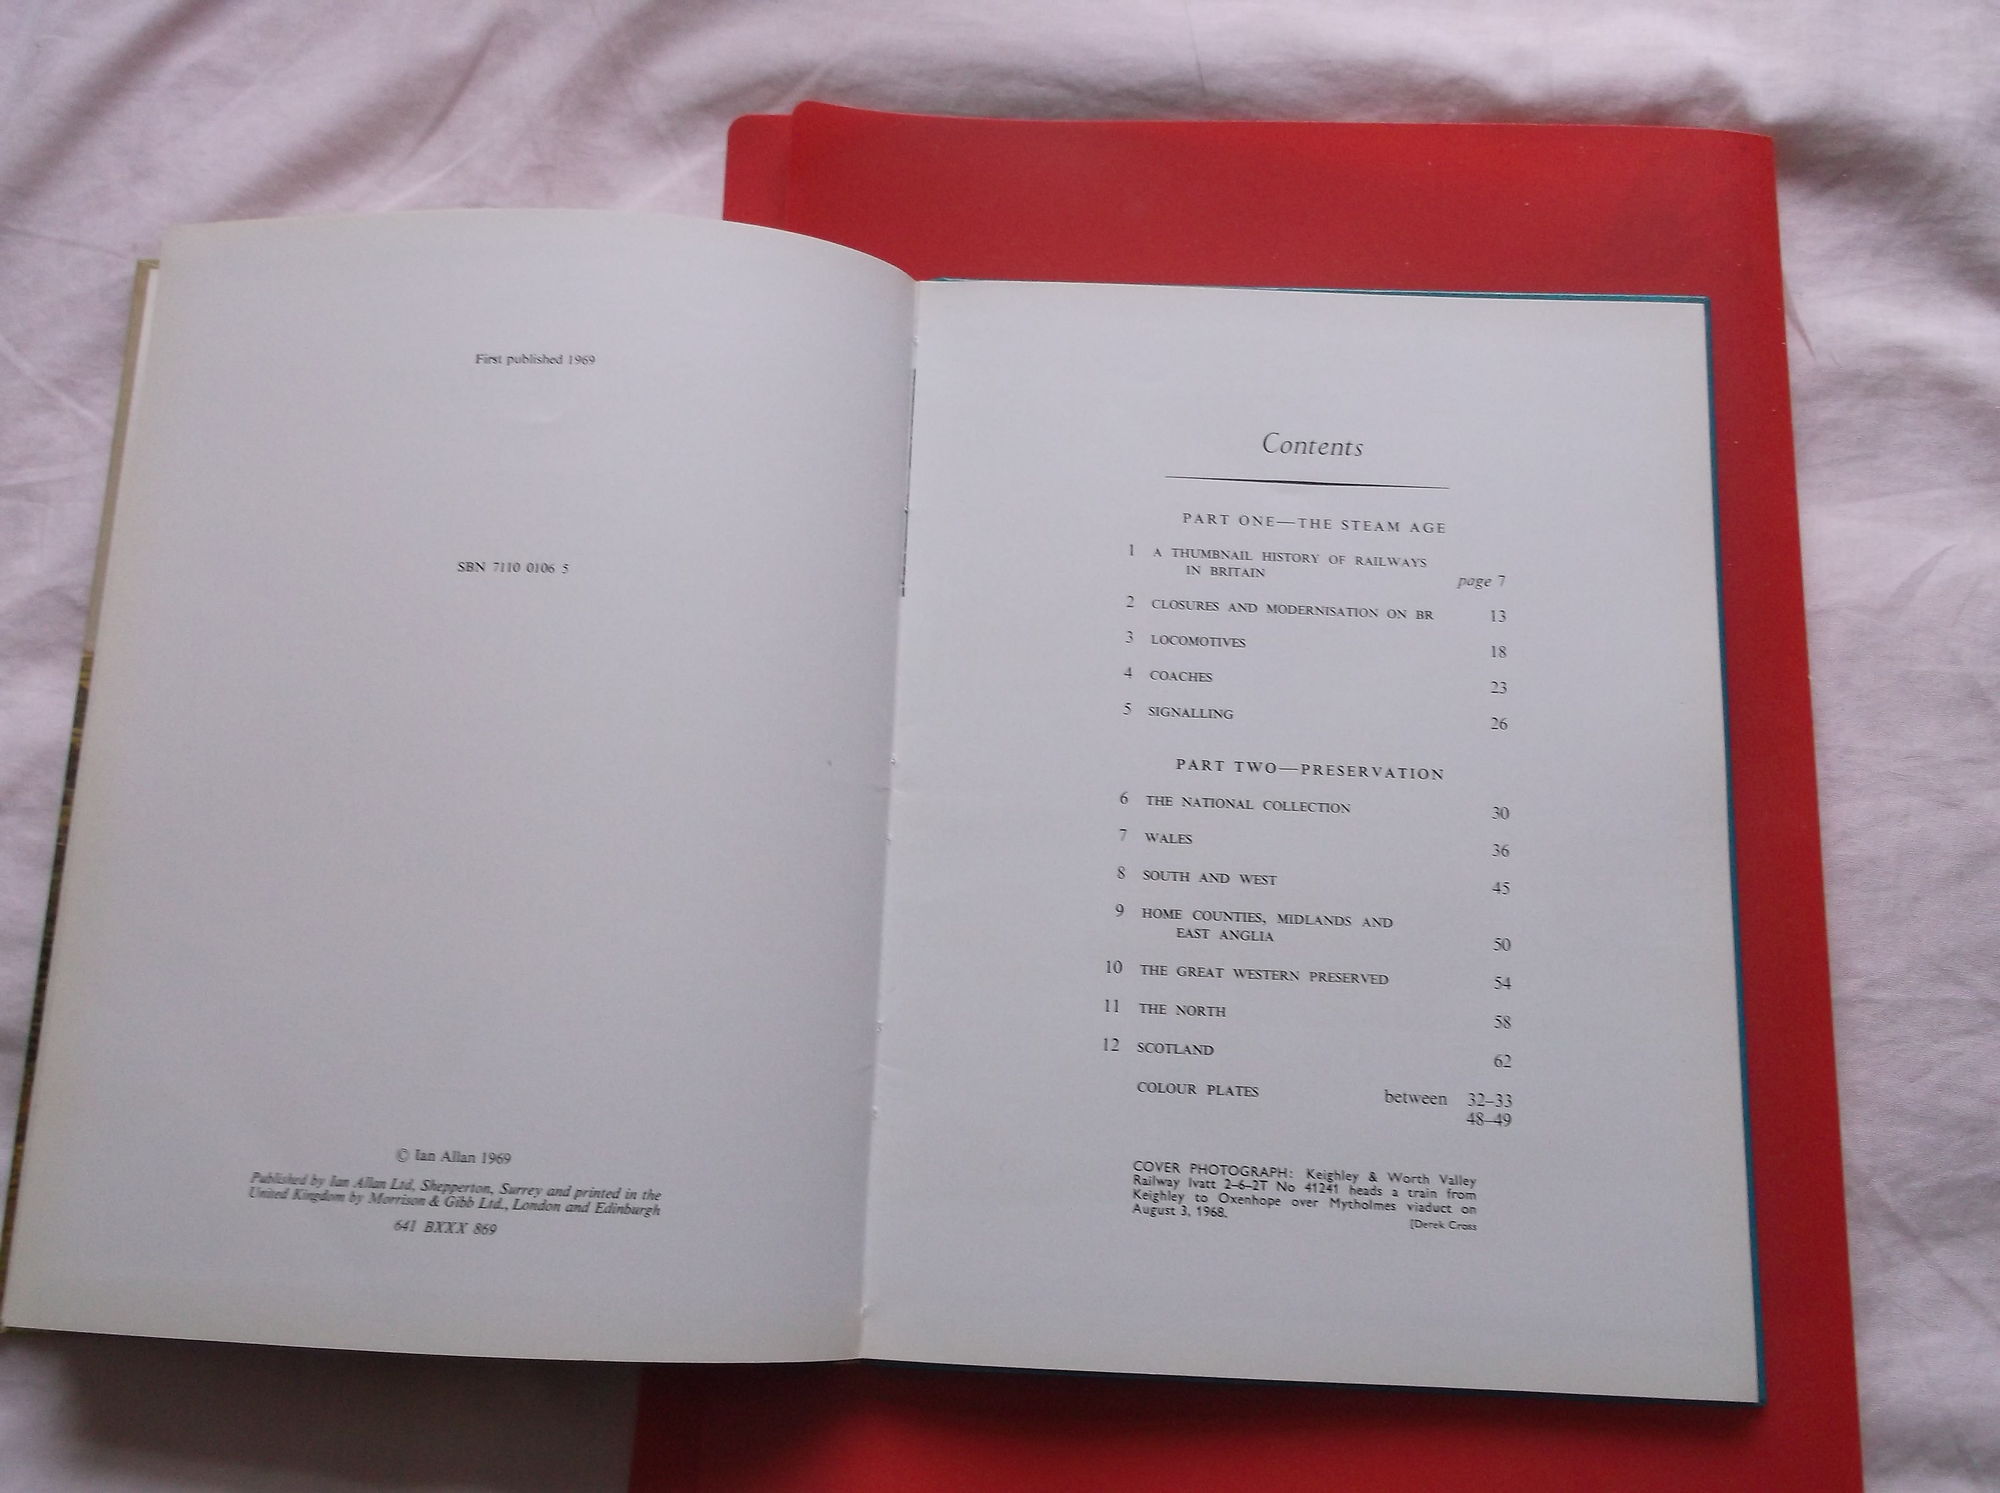 First published 1969
SBN 7110 0106 5
© Ian Allan 1969
Published by Ian Allan Ltd, Shepperton, Surrey and printed in the
United Kingdom by Morrison & Gibb Ltd., London and Edinburgh
641 BXXX 869
Contents
PART ONE—THE STEAM AGE
1 A THUMBNAIL HISTORY OF RAILWAYS
IN BRITAIN page 7
2 CLOSURES AND MODERNISATION ON BR 13
3 LOCOMOTIVES 18
4 COACHES 23
5 SIGNALLING 26
PART TWO—PRESERVATION
6 THE NATIONAL COLLECTION 30
7 WALES 36
8 SOUTH AND WEST 45
9 HOME COUNTIES, MIDLANDS AND
EAST ANGLIA 50
10 THE GREAT WESTERN PRESERVED 54
11 THE NORTH 58
12 SCOTLAND 62
COLOUR PLATES between 32–33
48–49
COVER PHOTOGRAPH: Keighley & Worth Valley
Railway Ivatt 2–6–2T No 41241 heads a train from
Keighley to Oxenhope over Mytholmes viaduct on
August 3, 1968.
[Derek Cross